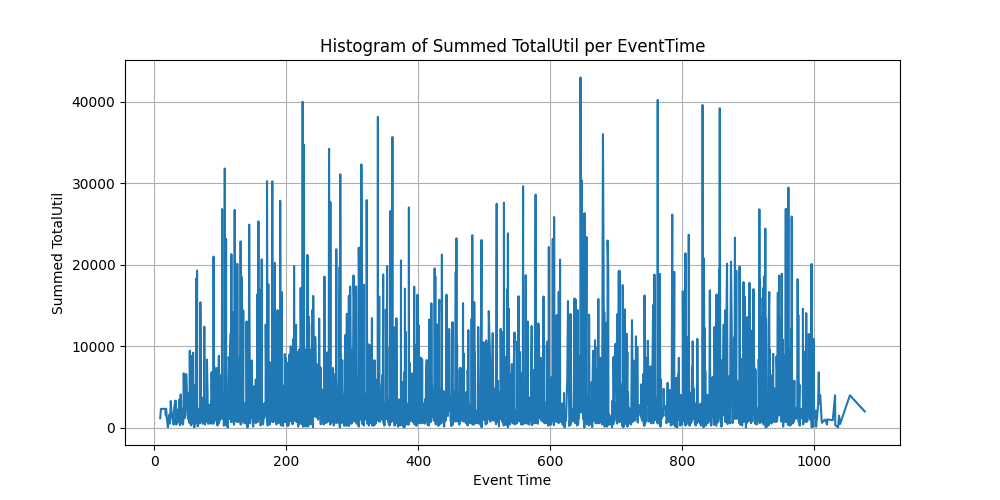 Histogram of Summed TotalUtil per EventTime
Summed TotalUtil
40000
30000
20000
10000
0
0 200 400 600 800 1000
Event Time